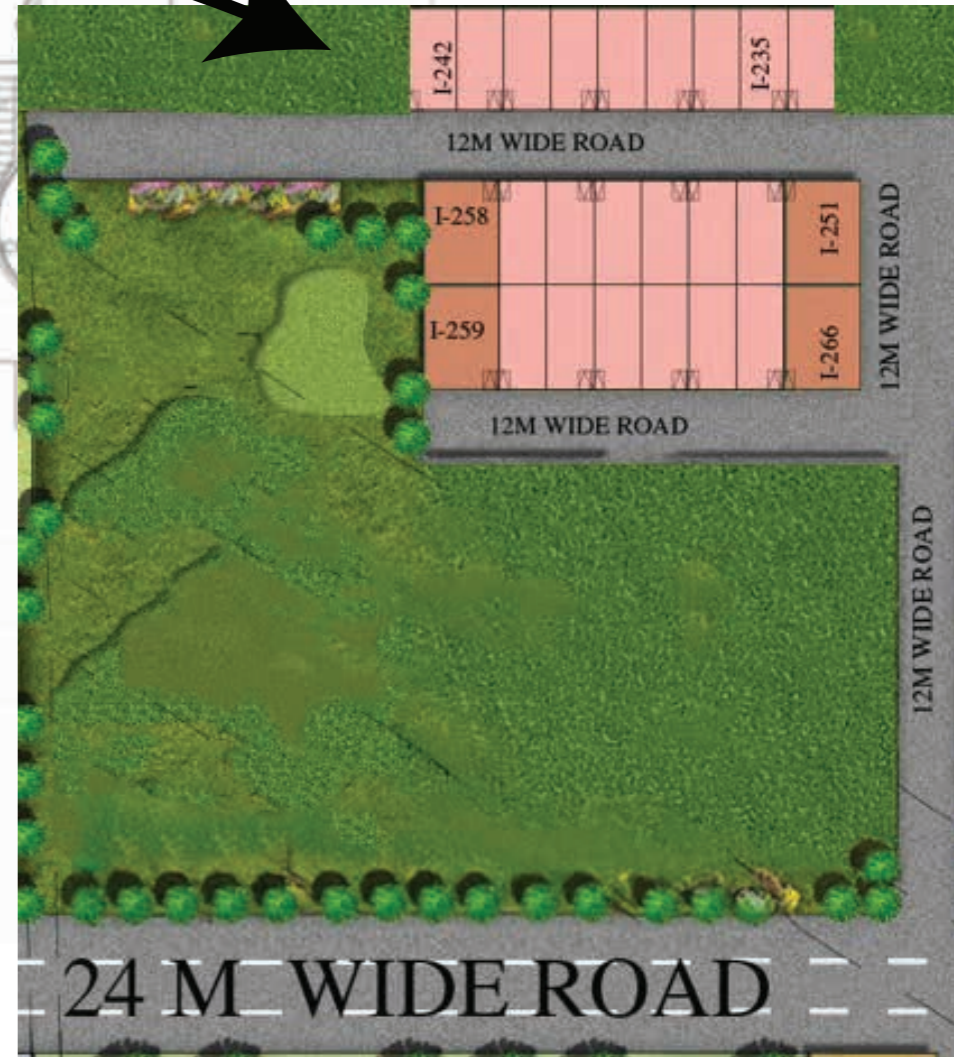 I-242
I-235
12M WIDE ROAD
I-258
I-251
12M WIDE ROAD
I-259
I-266
12M WIDE ROAD
12M WIDE ROAD
24 M WIDE ROAD